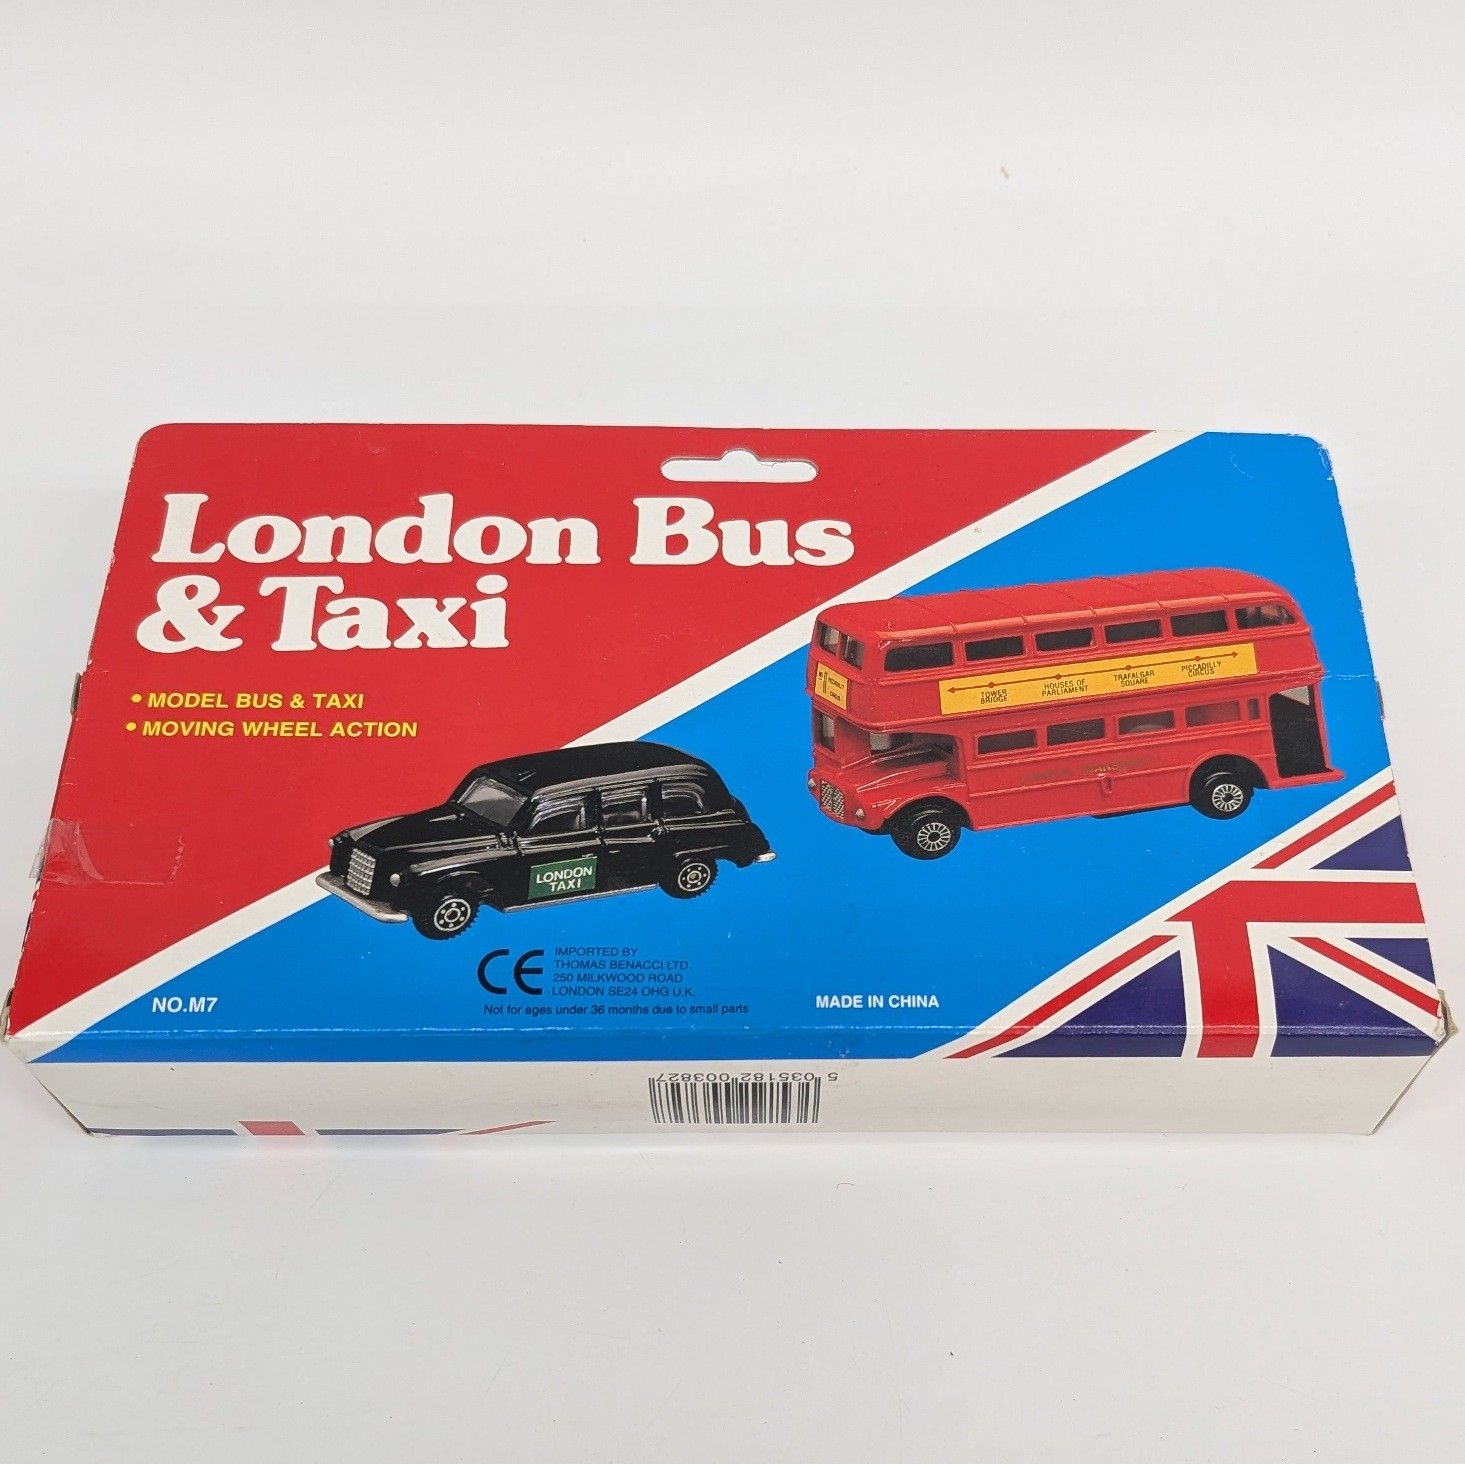 London Bus
& Taxi
• MODEL BUS & TAXI
• MOVING WHEEL ACTION
TOWER
BRIDGE
HOUSES OF
PARLIAMENT
TRAFALGAR
SQUARE
PICCADILLY
CIRCUS
PICCADILLY
CIRCUS
LONDON
TAXI
CE
IMPORTED BY
THOMAS BENACCI LTD
250 MILKWOOD ROAD
LONDON SE24 OHG U.K.
Not for ages under 36 months due to small parts
NO.M7
MADE IN CHINA
5 035182 003827